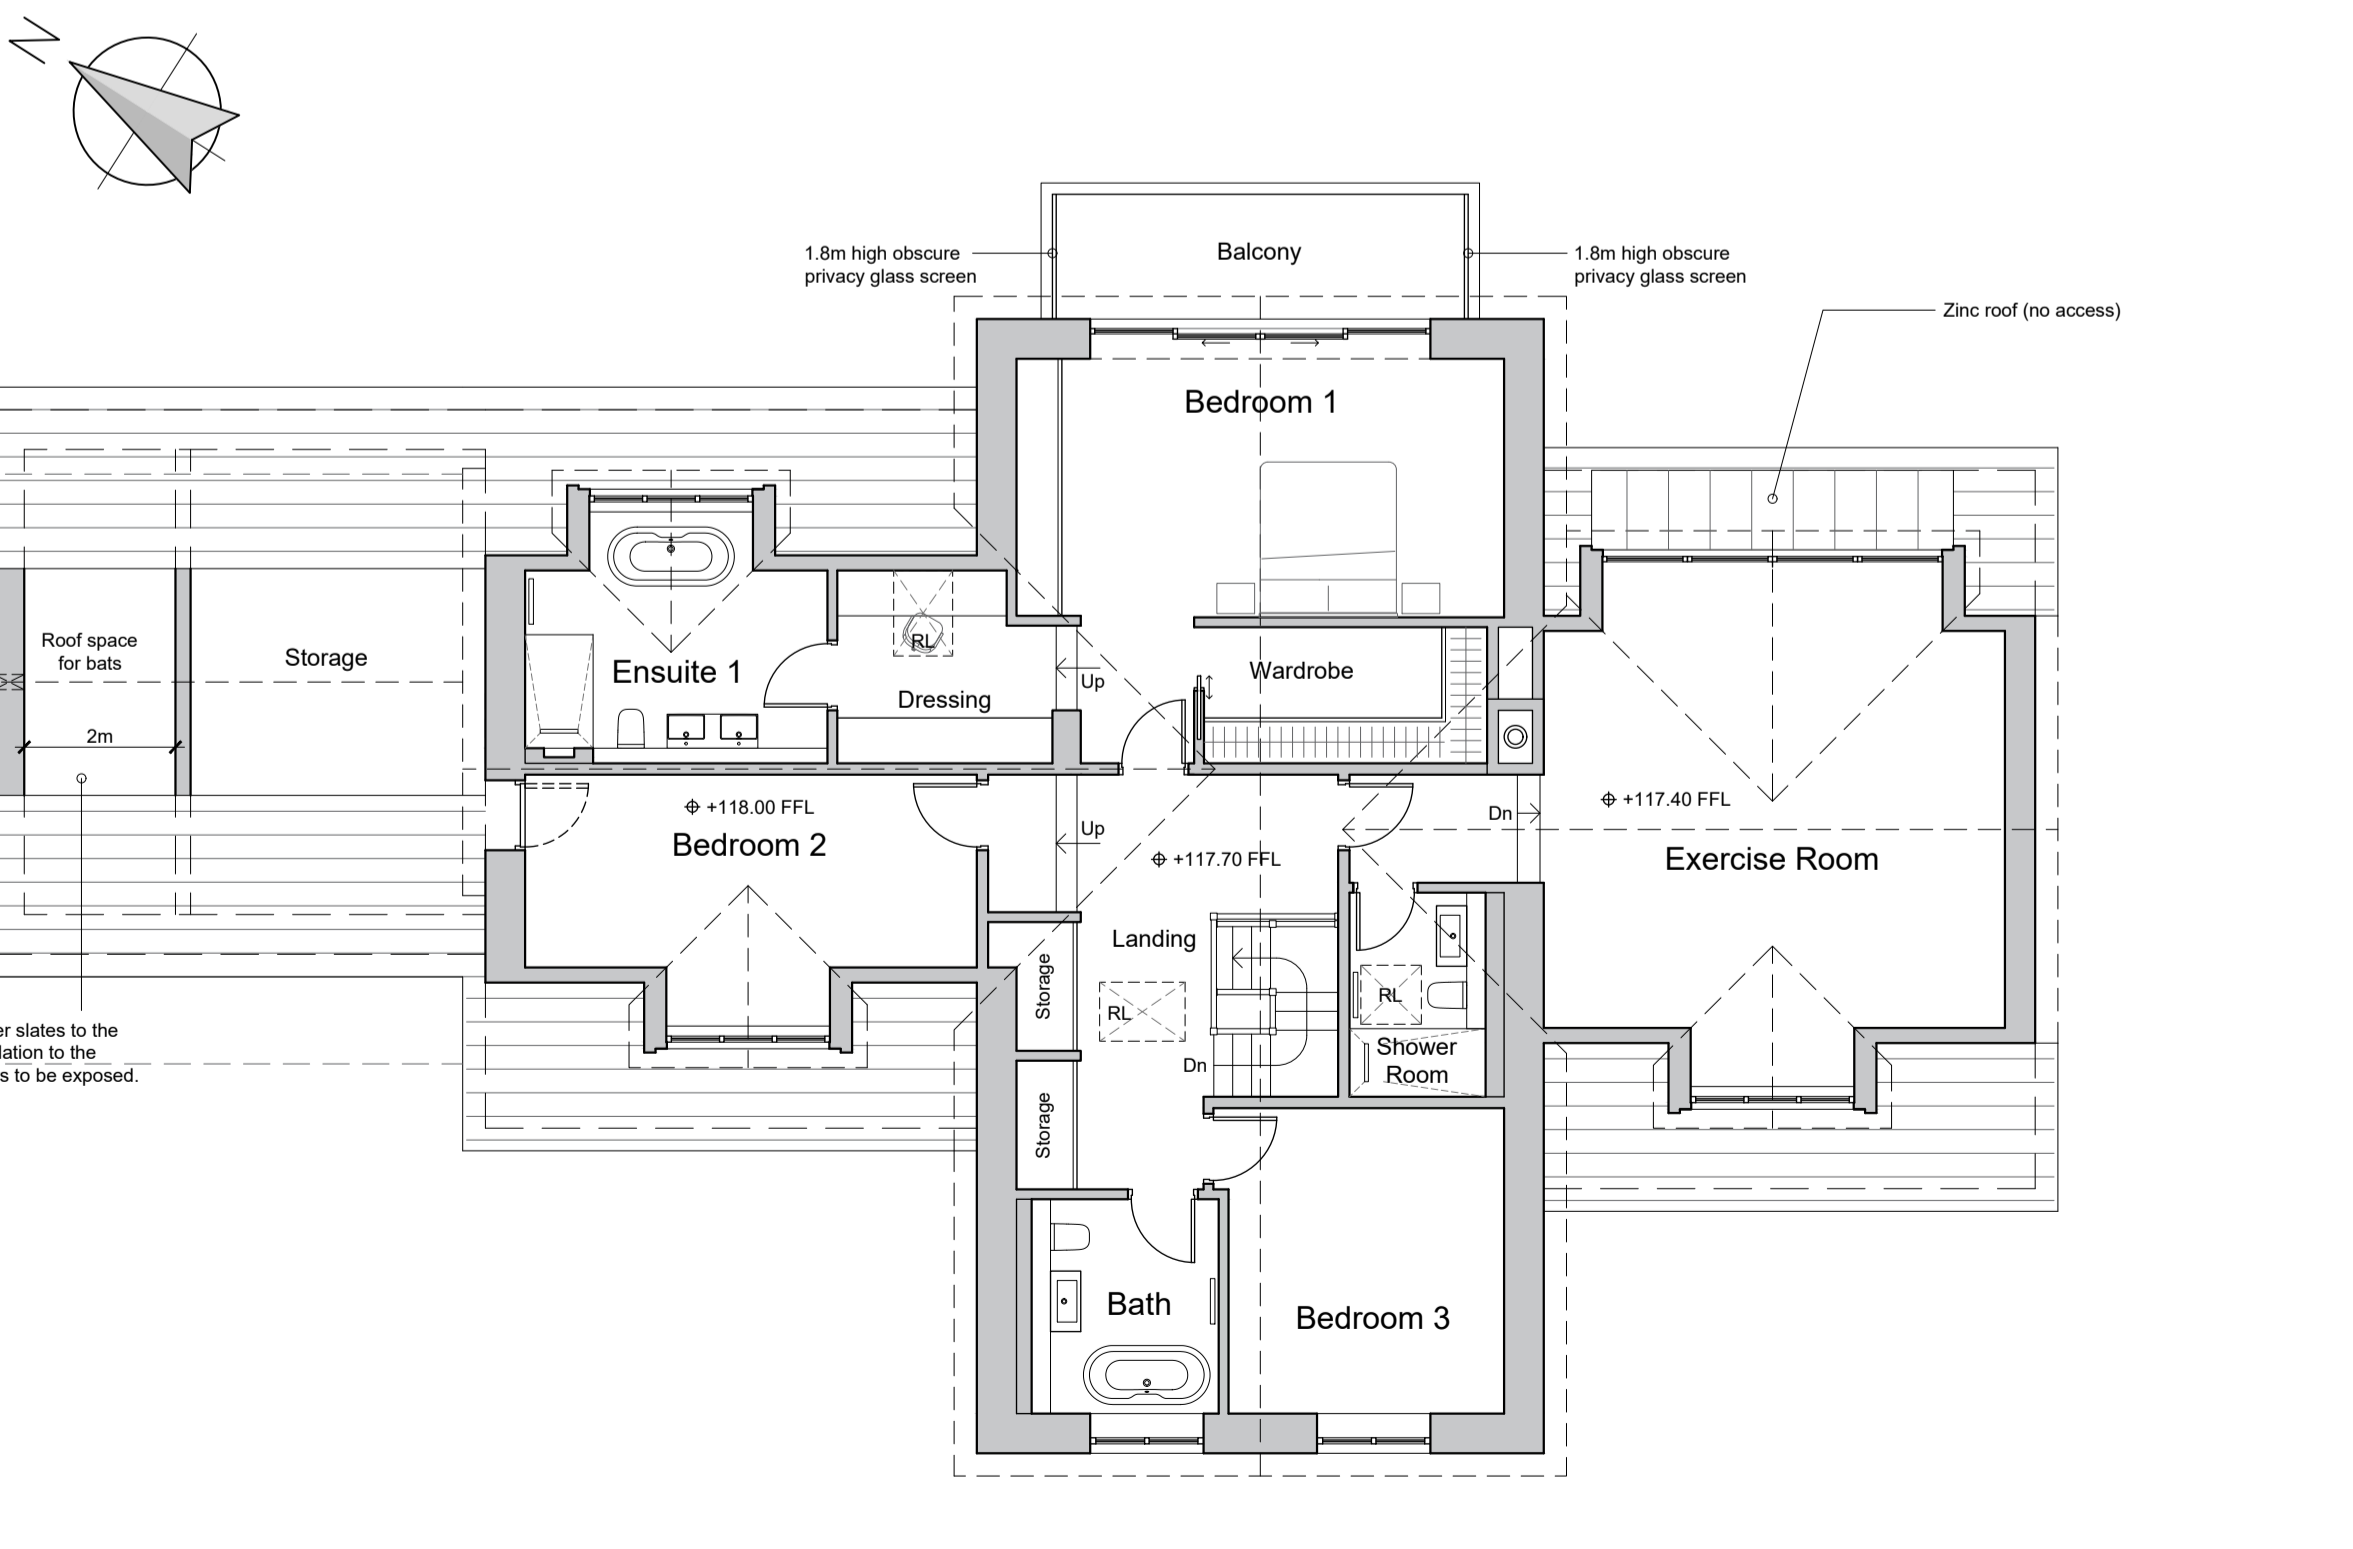 N
Balcony
1.8m high obscure
privacy glass screen
1.8m high obscure
privacy glass screen
Zinc roof (no access)
Bedroom 1
Roof space
for bats
Storage
2m
Ensuite 1
RL
Dressing
Up
Wardrobe
+118.00 FFL
Bedroom 2
Up
+117.70 FFL
Dn
+117.40 FFL
Exercise Room
Landing
Storage
RL
RL
Dn
Shower
Room
slates to the
to the
to be exposed.
Storage
Bath
Bedroom 3